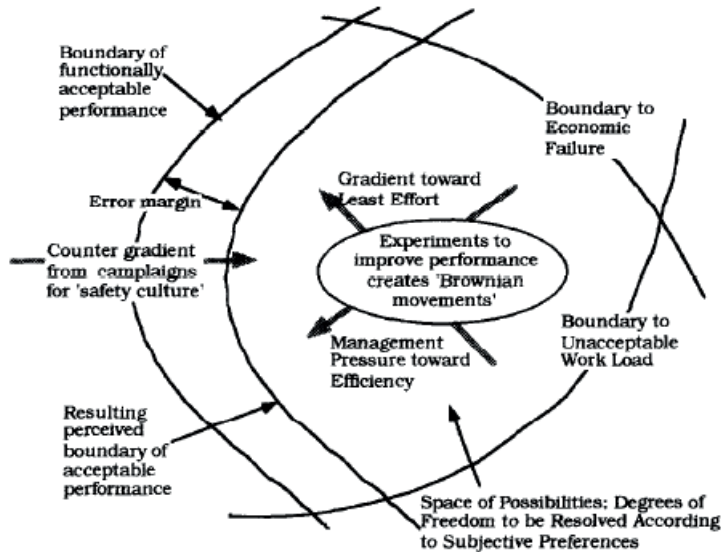 Boundary of
functionally
acceptable
performance
Boundary to
Economic
Failure
Error margin
Gradient toward
Least Effort
Counter gradient
from campaigns
for 'safety culture'
Experiments to
improve performance
creates 'Brownian
movements'
Management
Pressure toward
Efficiency
Boundary to
Unacceptable
Work Load
Resulting
perceived
boundary of
acceptable
performance
Space of Possibilities; Degrees of
Freedom to be Resolved According
to Subjective Preferences